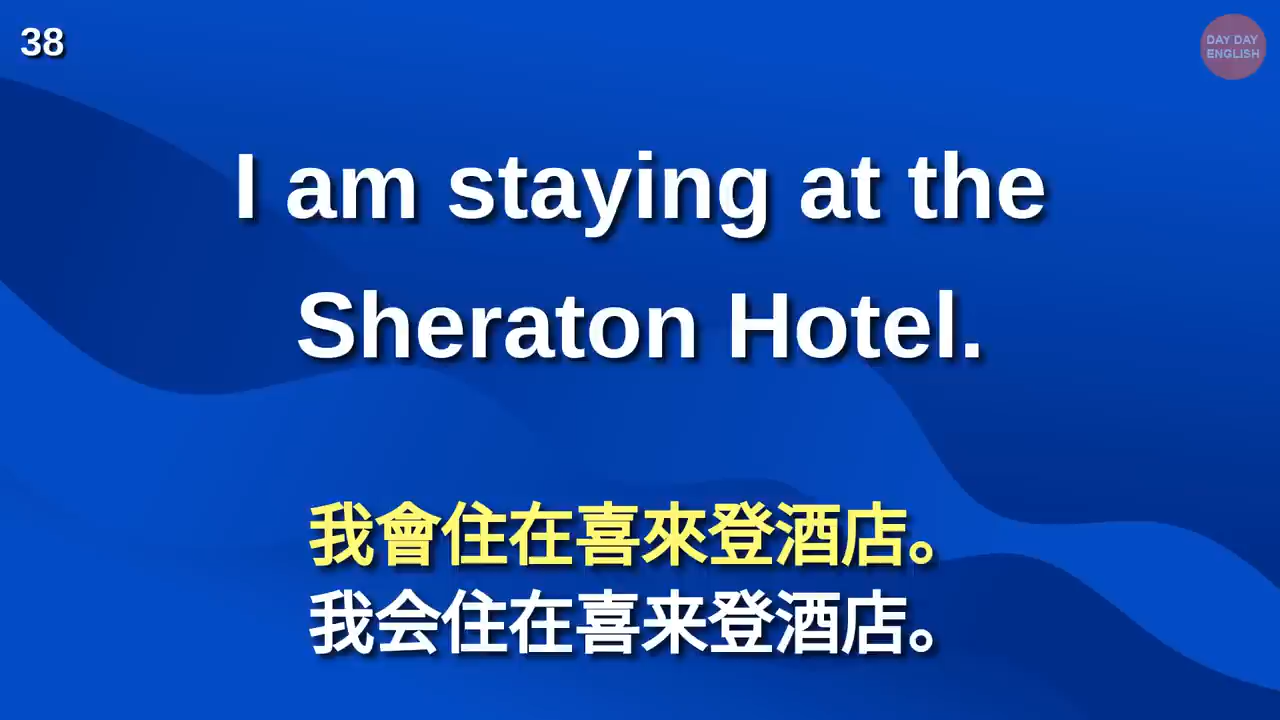 38
DAY DAY
ENGLISH
I am staying at the
Sheraton Hotel.
我會住在喜來登酒店。
我会住在喜来登酒店。